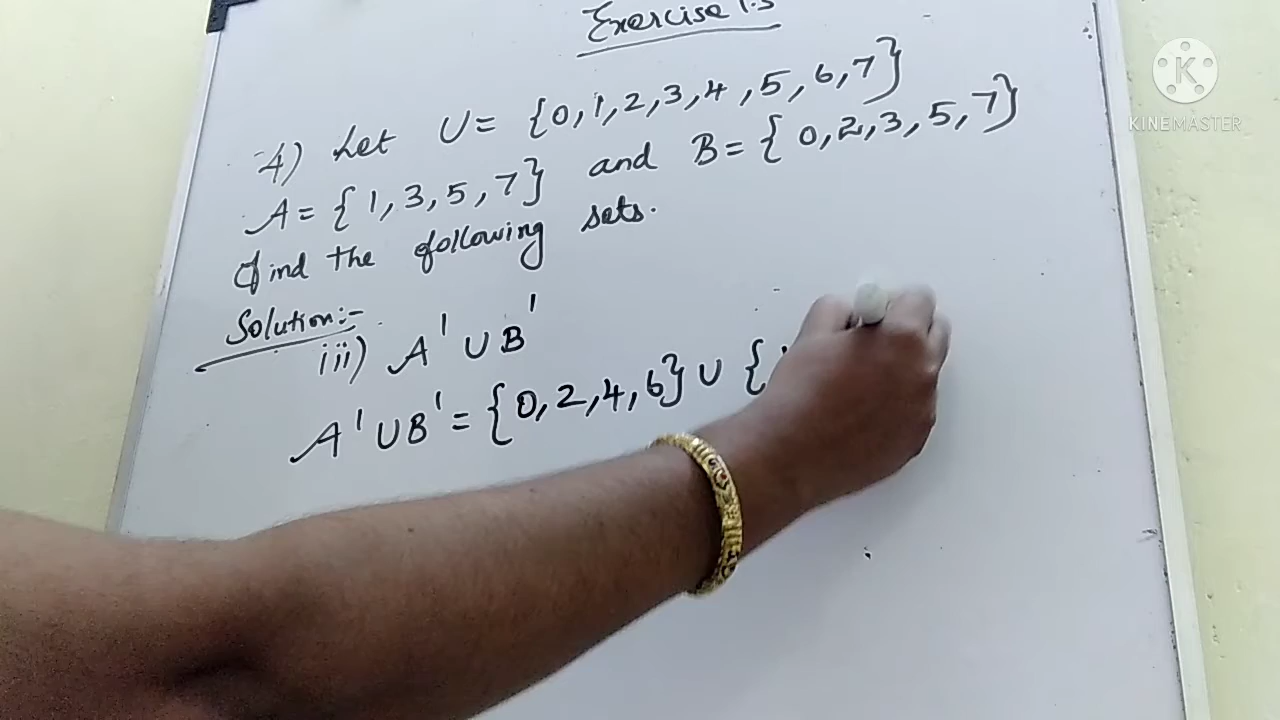 Exercise 1.3
4) Let U = {0,1,2,3,4,5,6,7}
A = {1,3,5,7} and B = {0,2,3,5,7}
find the following sets.
Solution:-
iii) A' ∪ B'
A' ∪ B' = {0,2,4,6} ∪ {
KINEMASTER